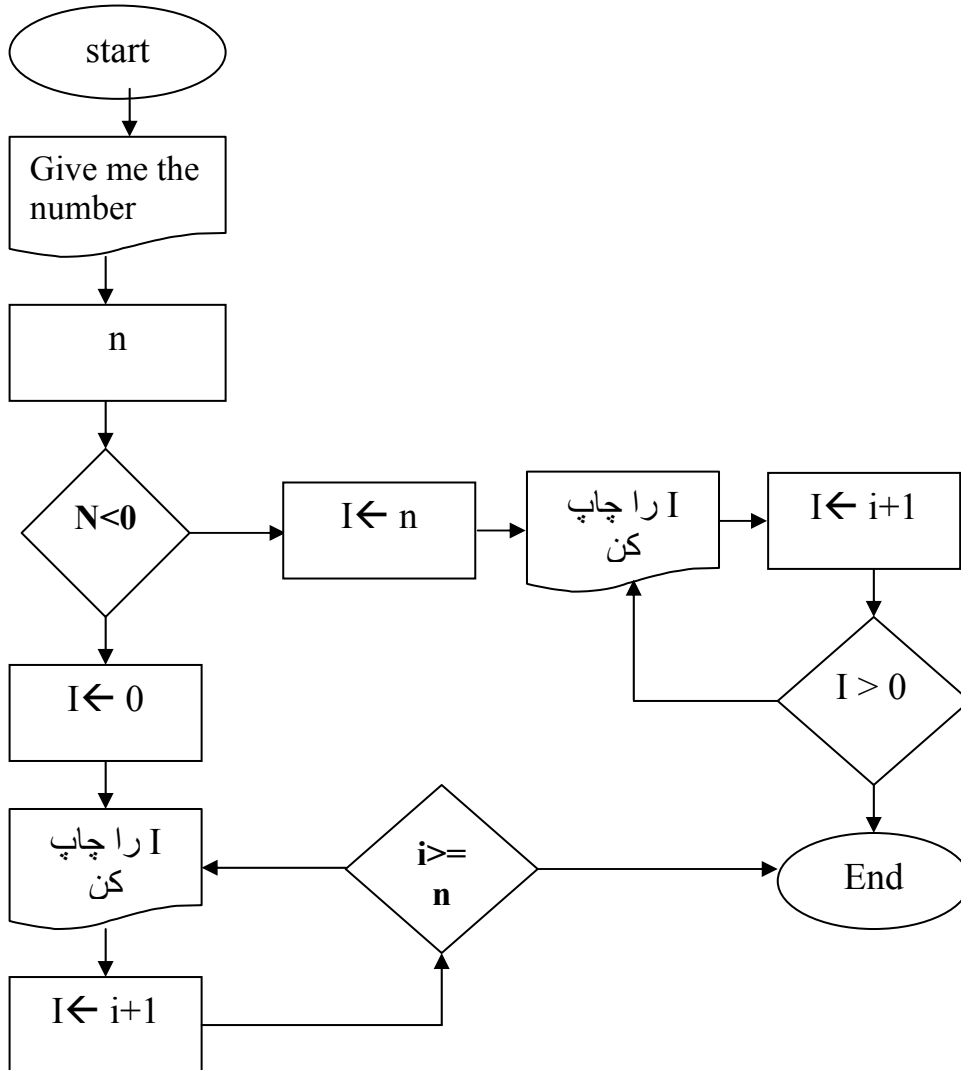 start
Give me the
number
n
N<0
I← n
I را چاپ
کن
I← i+1
I > 0
I← 0
I را چاپ
کن
i>=
n
End
I← i+1